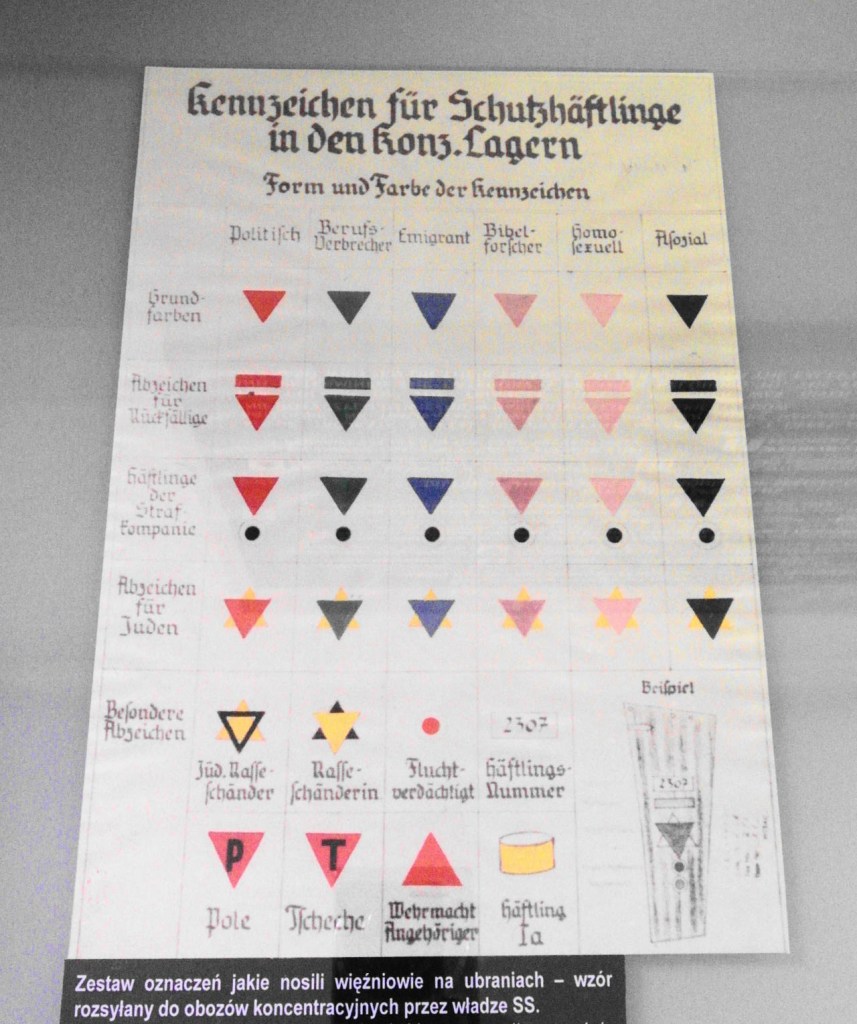 Kennzeichen für Schutzhäftlinge
in den Konz.Lagern
Form und Farbe der Kennzeichen
Politisch
Berufs-
Verbrecher
Emigrant
Bibel-
forscher
Homo-
sexuell
Asozial
Grund-
farben
Abzeichen
für
Rückfällige
Häftlinge
der
Straf
kompanie
Abzeichen
für
Juden
Besondere
Abzeichen
2307
Jüd. Rasse-
schänder
Rasse-
schänderin
Flucht-
verdächtigt
Häftlings-
Nummer
Beispiel
2307
P
T
Pole
Tscheche
Wehrmacht
Angehöriger
Häftling
Ia
Zestaw oznaczeń jakie nosili więźniowie na ubraniach – wzór
rozsyłany do obozów koncentracyjnych przez władze SS.